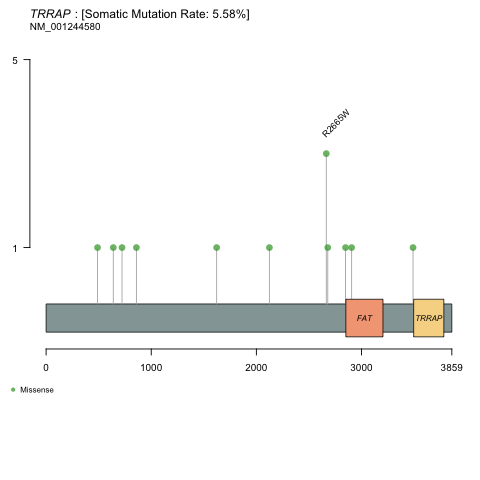 TRRAP : [Somatic Mutation Rate: 5.58%]
NM_001244580
5
R2665W
1
FAT
TRRAP
0 1000 2000 3000 3859
Missense